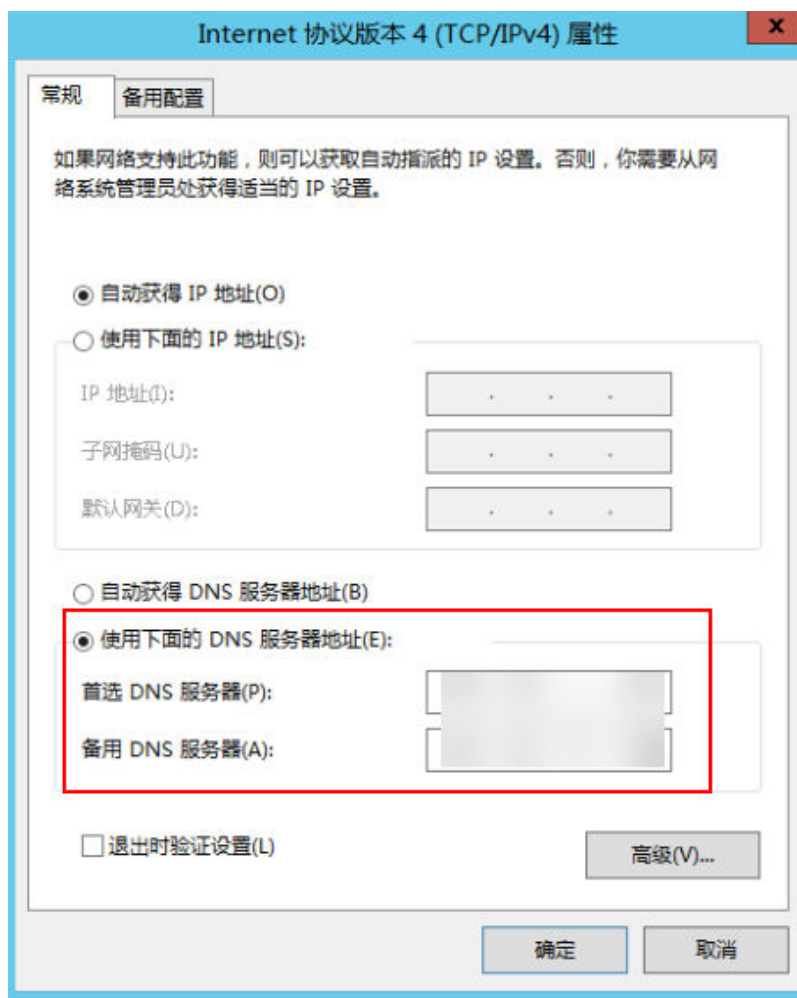 Internet 协议版本 4 (TCP/IPv4) 属性
x
常规
备用配置
如果网络支持此功能，则可以获取自动指派的 IP 设置。否则，你需要从网
络系统管理员处获得适当的 IP 设置。
自动获得 IP 地址(O)
使用下面的 IP 地址(S):
IP 地址(I):
子网掩码(U):
默认网关(D):
自动获得 DNS 服务器地址(B)
使用下面的 DNS 服务器地址(E):
首选 DNS 服务器(P):
备用 DNS 服务器(A):
退出时验证设置(L)
高级(V)...
确定
取消